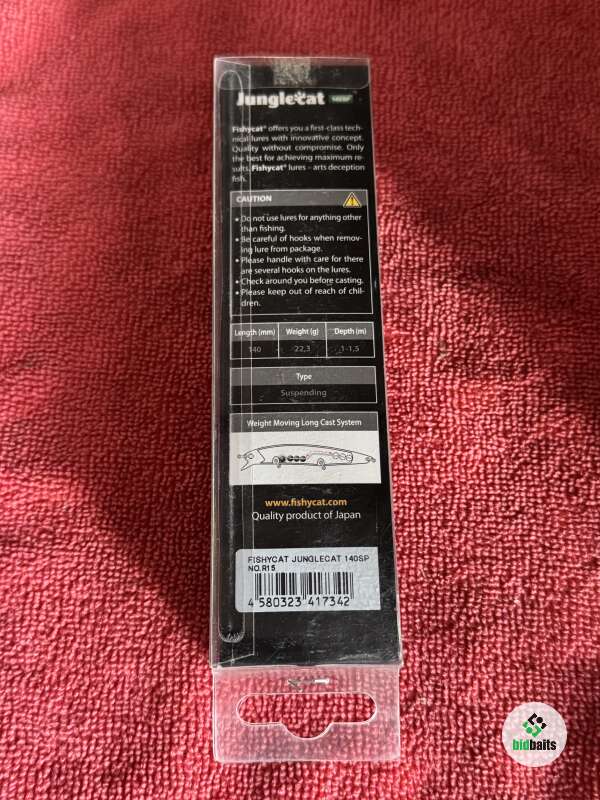 Junglecat 140SP
Fishycat® offers you a first-class tech-
nical lures with innovative concept.
Quality without compromise. Only
the best for achieving maximum re-
sults. Fishycat® lures - arts deception
fish.
CAUTION
• Do not use lures for anything other
than fishing.
• Be careful of hooks when remov-
ing lure from package.
• Please handle with care for there
are several hooks on the lures.
• Check around you before casting.
• Please keep out of reach of chil-
dren.
Length (mm) Weight (g) Depth (m)
140 22,3 1-1,5
Type
Suspending
Weight Moving Long Cast System
www.fishycat.com
Quality product of Japan
FISHYCAT JUNGLECAT 140SP
NO.R15
4 580323 417342
bidbaits